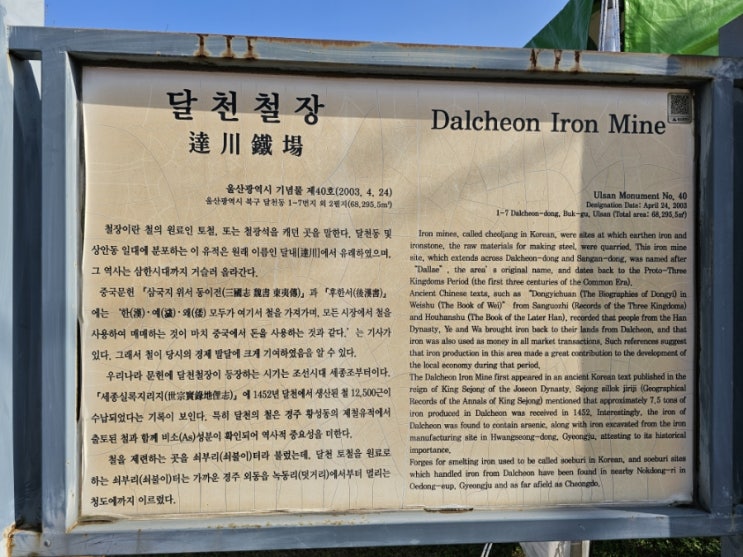 달천철장
達川鐵場
울산광역시 기념물 제40호(2003. 4. 24)
울산광역시 북구 달천동 1-7번지 외 2필지(68,295.5㎡)
철장이란 철의 원료인 토철, 또는 철광석을 캐던 곳을 말한다. 달천동 및
상안동 일대에 분포하는 이 유적은 원래 이름인 달내[達川]에서 유래하였으며,
그 역사는 삼한시대까지 거슬러 올라간다.
중국문헌 『삼국지 위서 동이전(三國志 魏書 東夷傳)』과 『후한서(後漢書)』
에는 '한(漢)·예(濊)·왜(倭) 모두가 여기서 철을 가져가며, 모든 시장에서 철을
사용하여 매매하는 것이 마치 중국에서 돈을 사용하는 것과 같다.'는 기사가
있다. 그래서 철이 당시의 경제 발달에 크게 기여하였음을 알 수 있다.
우리나라 문헌에 달천철장이 등장하는 시기는 조선시대 세종조부터이다.
『세종실록지리지(世宗實錄地俚志)』에 1452년 달천에서 생산된 철 12,500근이
수납되었다는 기록이 보인다. 특히 달천의 철은 경주 황성동의 제철유적에서
출토된 철과 함께 비소(As)성분이 확인되어 역사적 중요성을 더한다.
철을 제련하는 곳을 쇠부리(쇠불이)터라 불렀는데, 달천 토철을 원료로
하는 쇠부리(쇠불이)터는 가까운 경주 외동읍 녹동리(덧거리)에서부터 멀리는
청도에까지 이르렀다.
Dalcheon Iron Mine
Ulsan Monument No. 40
Designation Date: April 24, 2003
1-7 Dalcheon-dong, Buk-gu, Ulsan (Total area: 68,295.5㎡)
Iron mines, called cheoljang in Korean, were sites at which earthen iron and
ironstone, the raw materials for making steel, were quarried. This iron mine
site, which extends across Dalcheon-dong and Sangan-dong, was named after
"Dallae", the area's original name, and dates back to the Proto-Three
Kingdoms Period (the first three centuries of the Common Era).
Ancient Chinese texts, such as "Dongyichuan (The Biographies of Dongyi) in
Weishu (The Book of Wei)" from Sanguozhi (Records of the Three Kingdoms)
and Houhanshu (The Book of the Later Han), recorded that people from the Han
Dynasty, Ye and Wa brought iron back to their lands from Dalcheon, and that
iron was also used as money in all market transactions. Such references suggest
that iron production in this area made a great contribution to the development of
the local economy during that period.
The Dalcheon Iron Mine first appeared in an ancient Korean text published in the
reign of King Sejong of the Joseon Dynasty. Sejong sillok jiriji (Geographical
Records of the Annals of King Sejong) mentioned that approximately 7.5 tons of
iron produced in Dalcheon was received in 1452. Interestingly, the iron of
Dalcheon was found to contain arsenic, along with iron excavated from the iron
manufacturing site in Hwangseong-dong, Gyeongju, attesting to its historical
importance.
Forges for smelting iron used to be called soeburi in Korean, and soeburi sites
which handled iron from Dalcheon have been found in nearby Nokdong-ri in
Oedong-eup, Gyeongju and as far afield as Cheongdo.